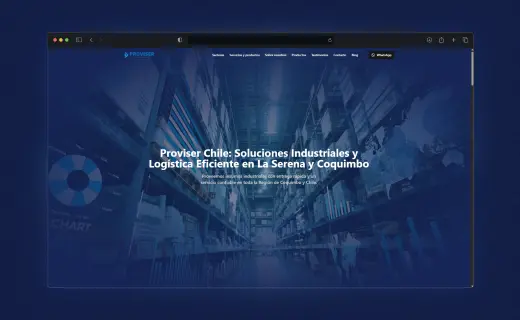 PROVISER
Servicios y productos
Sobre nosotros
Productos
Testimonios
Contacto
Blog
WhatsApp
Proviser Chile: Soluciones Industriales y
Logística Eficiente en La Serena y Coquimbo
Proveemos insumos industriales con entrega rápida y un
servicio confiable en toda la Región de Coquimbo y Chile.
CHART